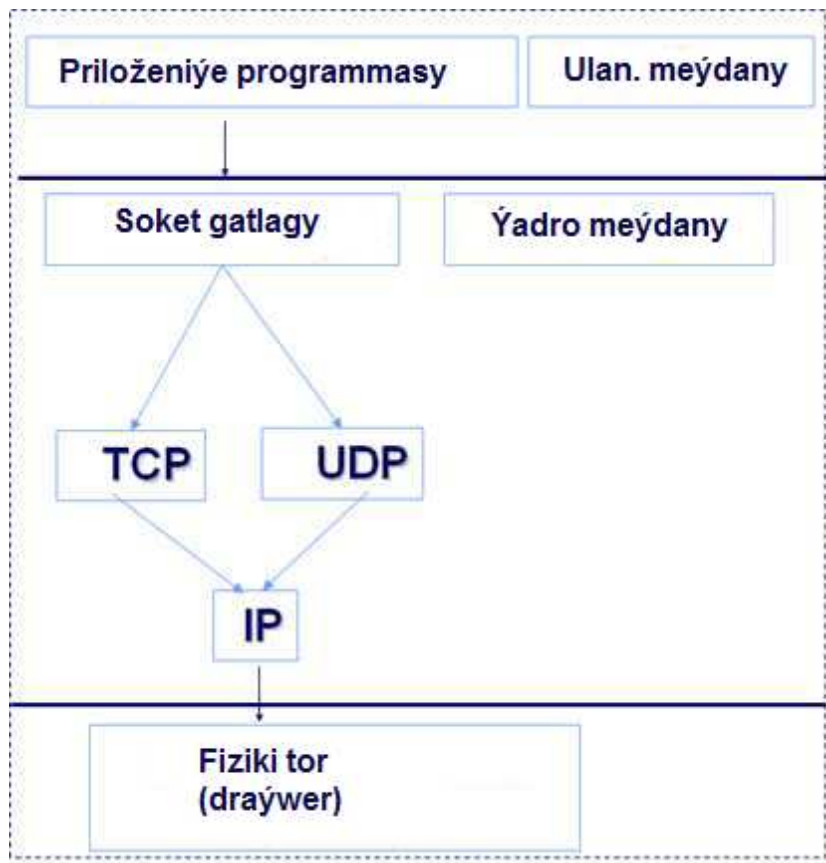 Priloženiýe programmasy
Ulan. meýdany
Soket gatlagy
Ýadro meýdany
TCP
UDP
IP
Fiziki tor
(draýwer)